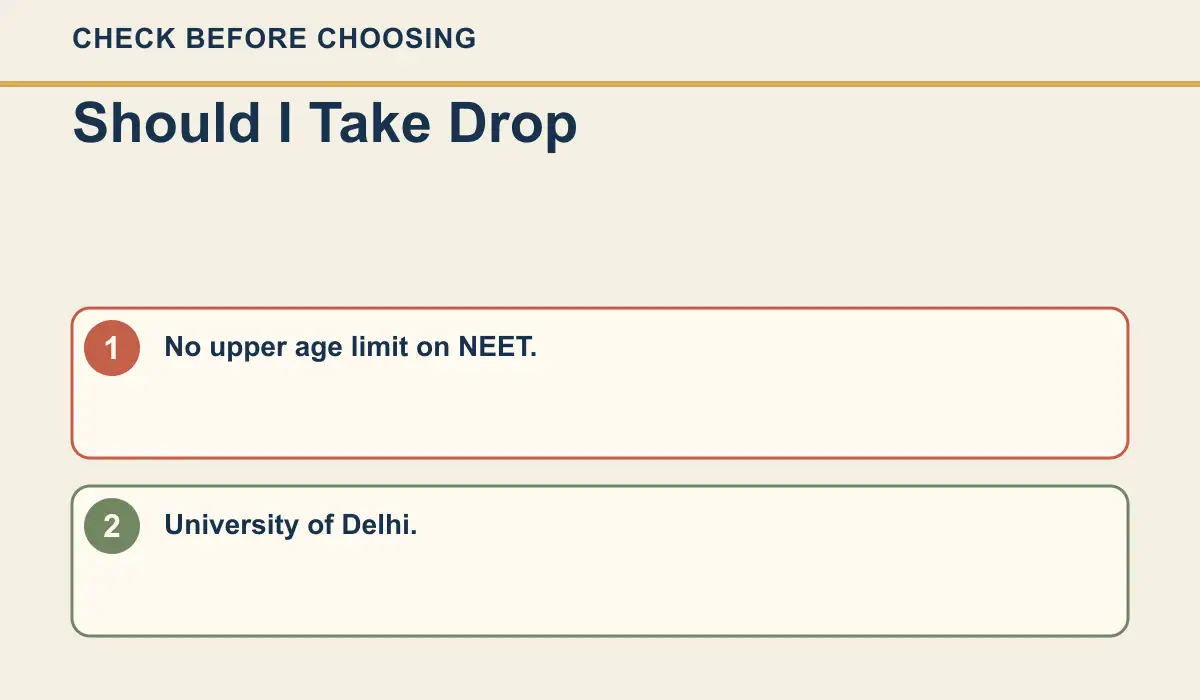 CHECK BEFORE CHOOSING
Should I Take Drop
1 No upper age limit on NEET.
2 University of Delhi.